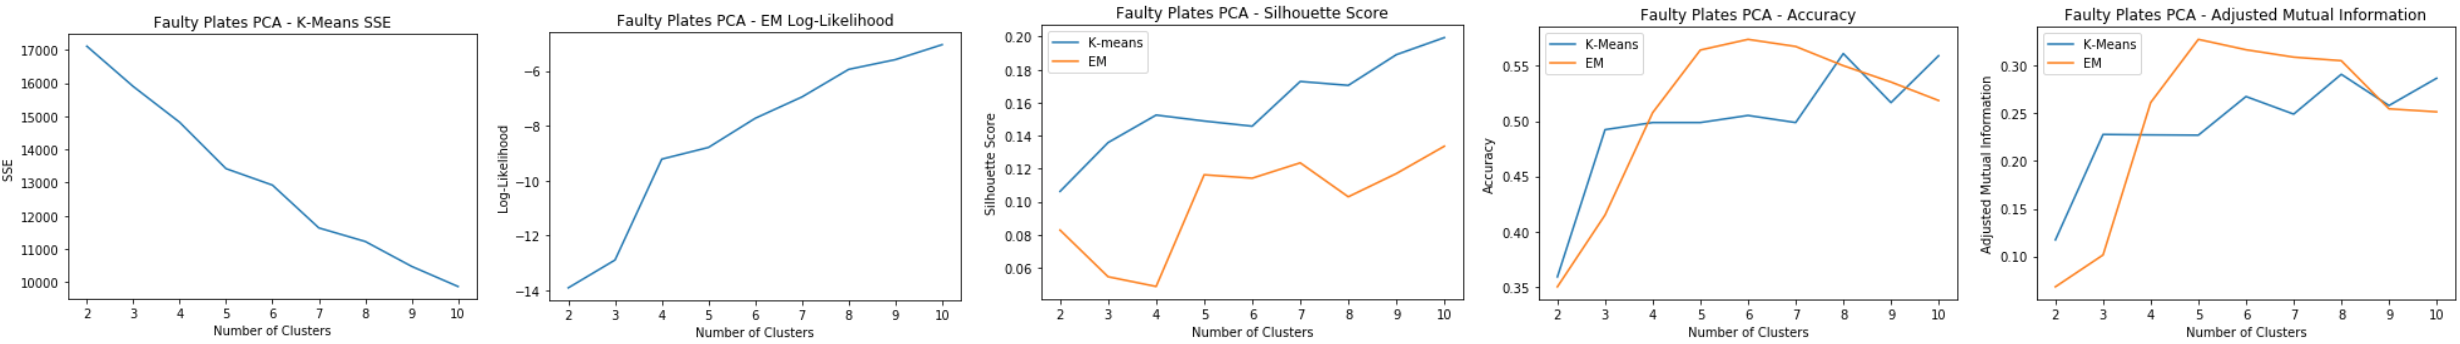 Faulty Plates PCA - K-Means SSE
SSE
17000
16000
15000
14000
13000
12000
11000
10000
2 3 4 5 6 7 8 9 10
Number of Clusters
Faulty Plates PCA - EM Log-Likelihood
Log-Likelihood
−6
−8
−10
−12
−14
2 3 4 5 6 7 8 9 10
Number of Clusters
Faulty Plates PCA - Silhouette Score
K-means
EM
Silhouette Score
0.20
0.18
0.16
0.14
0.12
0.10
0.08
0.06
2 3 4 5 6 7 8 9 10
Number of Clusters
Faulty Plates PCA - Accuracy
K-Means
EM
Accuracy
0.55
0.50
0.45
0.40
0.35
2 3 4 5 6 7 8 9 10
Number of Clusters
Faulty Plates PCA - Adjusted Mutual Information
K-Means
EM
Adjusted Mutual Information
0.30
0.25
0.20
0.15
0.10
2 3 4 5 6 7 8 9 10
Number of Clusters